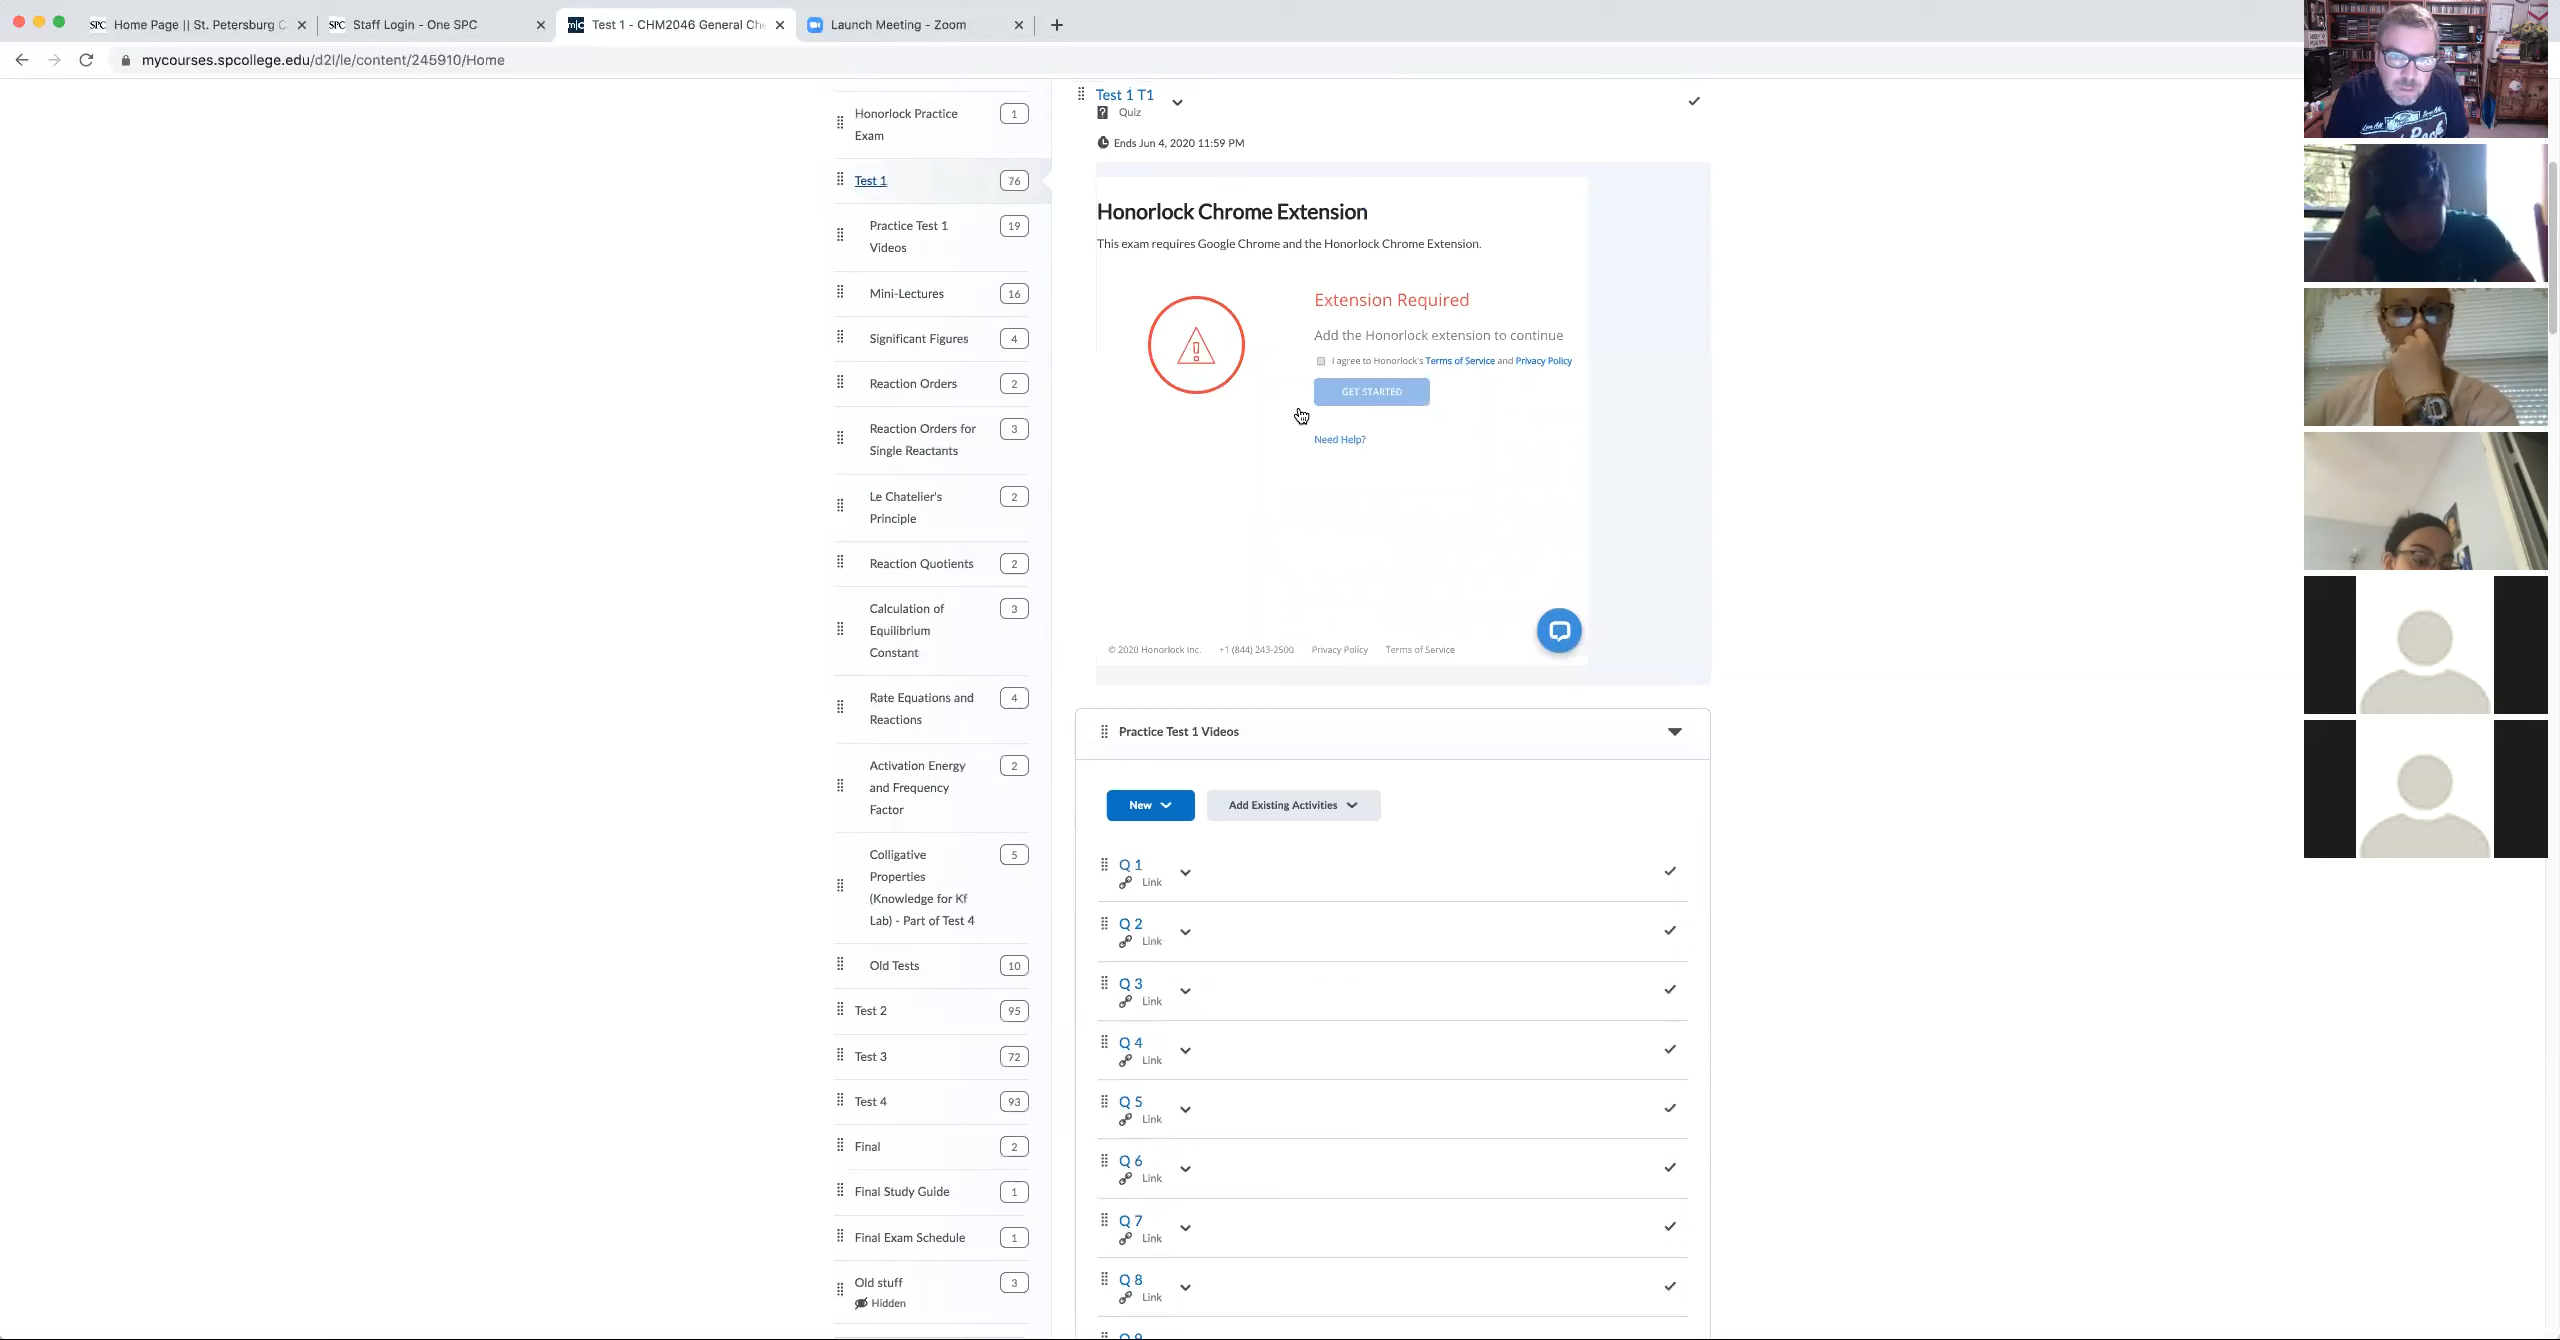 Home Page || St. Petersburg C
Staff Login - One SPC
Test 1 - CHM2046 General Che
Launch Meeting - Zoom
mycourses.spcollege.edu/d2l/le/content/245910/Home
Honorlock Practice
Exam
1
Test 1
76
Practice Test 1
Videos
19
Mini-Lectures
16
Significant Figures
4
Reaction Orders
2
Reaction Orders for
Single Reactants
3
Le Chatelier's
Principle
2
Reaction Quotients
2
Calculation of
Equilibrium
Constant
3
Rate Equations and
Reactions
4
Activation Energy
and Frequency
Factor
2
Colligative
Properties
(Knowledge for Kf
Lab) - Part of Test 4
5
Old Tests
10
Test 2
95
Test 3
72
Test 4
93
Final
2
Final Study Guide
1
Final Exam Schedule
1
Old stuff
3
Hidden
Test 1 T1
Quiz
Ends Jun 4, 2020 11:59 PM
Honorlock Chrome Extension
This exam requires Google Chrome and the Honorlock Chrome Extension.
Extension Required
Add the Honorlock extension to continue
I agree to Honorlock's Terms of Service and Privacy Policy
GET STARTED
Need Help?
© 2020 Honorlock Inc. +1 (844) 243-2500 Privacy Policy Terms of Service
Practice Test 1 Videos
New
Add Existing Activities
Q 1
Link
Q 2
Link
Q 3
Link
Q 4
Link
Q 5
Link
Q 6
Link
Q 7
Link
Q 8
Link